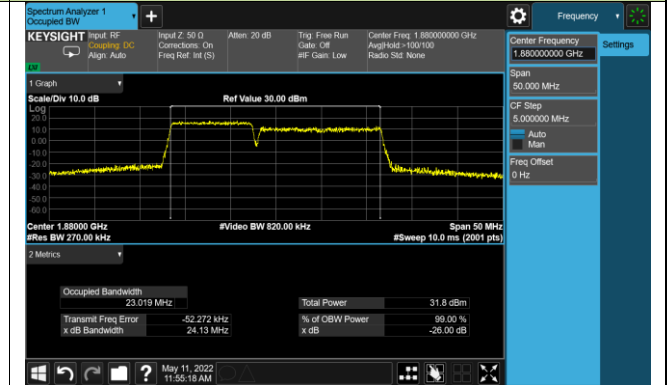 Spectrum Analyzer 1
Occupied BW
Frequency
KEYSIGHT
Input: RF
Coupling: DC
Align: Auto
Input Z: 50 Ω
Corrections: On
Freq Ref: Int (S)
Atten: 20 dB
Trig: Free Run
Gate: Off
#IF Gain: Low
Center Freq: 1.880000000 GHz
Avg|Hold:>100/100
Radio Std: None
Center Frequency
1.880000000 GHz
Settings
Span
50.000 MHz
CF Step
5.000000 MHz
Auto
Man
Freq Offset
0 Hz
1 Graph
Scale/Div 10.0 dB
Ref Value 30.00 dBm
Log
20.0
10.0
0.00
-10.0
-20.0
-30.0
-40.0
-50.0
-60.0
Center 1.88000 GHz
#Video BW 820.00 kHz
Span 50 MHz
#Res BW 270.00 kHz
#Sweep 10.0 ms (2001 pts)
2 Metrics
Occupied Bandwidth
23.019 MHz
Total Power
31.8 dBm
Transmit Freq Error
-52.272 kHz
% of OBW Power
99.00 %
x dB Bandwidth
24.13 MHz
x dB
-26.00 dB
May 11, 2022
11:55:18 AM